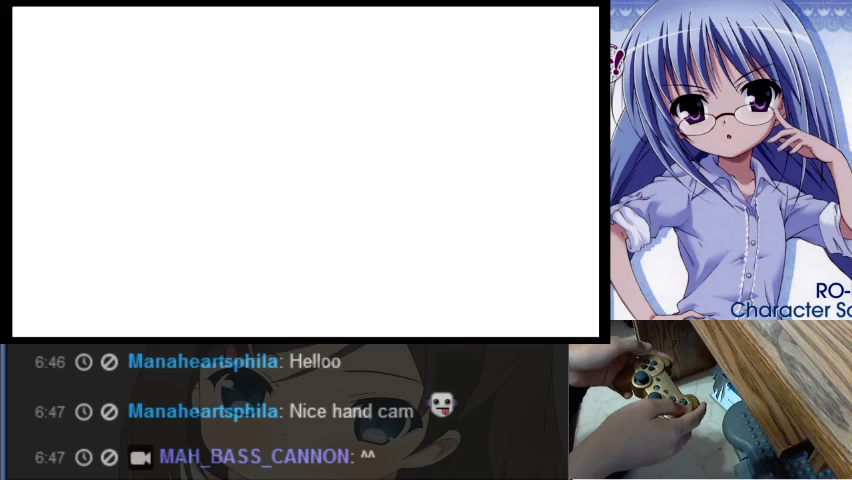 !
RO-
Character So
6:46 Manaheartsphila: Helloo
6:47 Manaheartsphila: Nice hand cam
6:47 MAH_BASS_CANNON: ^^